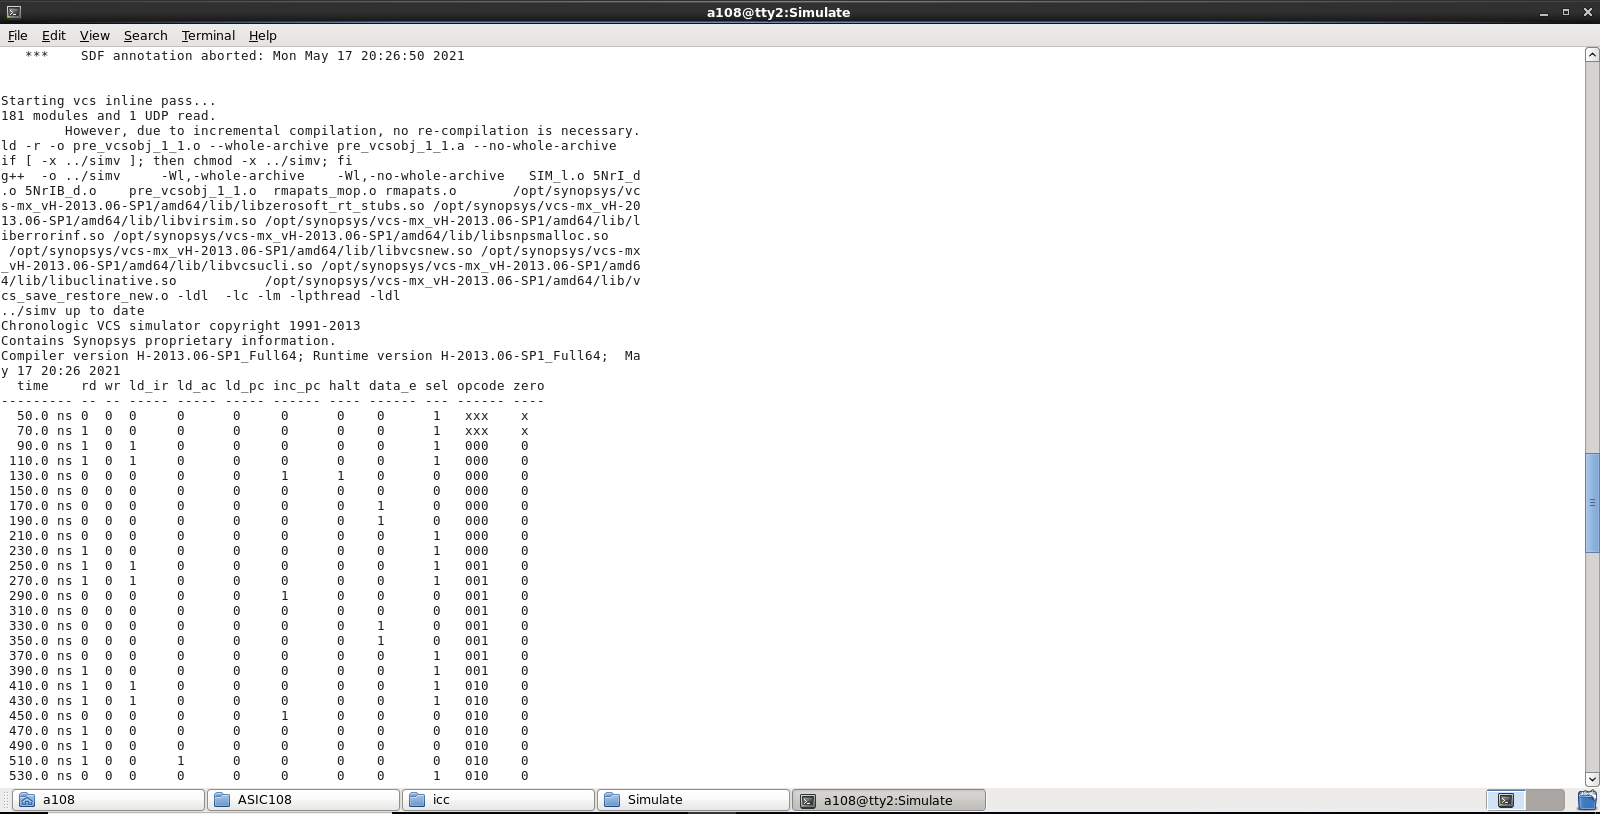 a108@tty2:Simulate
File Edit View Search Terminal Help
   ***    SDF annotation aborted: Mon May 17 20:26:50 2021
Starting vcs inline pass...
181 modules and 1 UDP read.
        However, due to incremental compilation, no re-compilation is necessary.
ld -r -o pre_vcsobj_1_1.o --whole-archive pre_vcsobj_1_1.a --no-whole-archive
if [ -x ../simv ]; then chmod -x ../simv; fi
g++  -o ../simv     -Wl,-whole-archive    -Wl,-no-whole-archive   SIM_l.o 5NrI_d
.o 5NrIB_d.o    pre_vcsobj_1_1.o  rmapats_mop.o rmapats.o       /opt/synopsys/vc
s-mx_vH-2013.06-SP1/amd64/lib/libzerosoft_rt_stubs.so /opt/synopsys/vcs-mx_vH-20
13.06-SP1/amd64/lib/libvirsim.so /opt/synopsys/vcs-mx_vH-2013.06-SP1/amd64/lib/l
iberrorinf.so /opt/synopsys/vcs-mx_vH-2013.06-SP1/amd64/lib/libsnpsmalloc.so
 /opt/synopsys/vcs-mx_vH-2013.06-SP1/amd64/lib/libvcsnew.so /opt/synopsys/vcs-mx
_vH-2013.06-SP1/amd64/lib/libvcsucli.so /opt/synopsys/vcs-mx_vH-2013.06-SP1/amd6
4/lib/libuclinative.so           /opt/synopsys/vcs-mx_vH-2013.06-SP1/amd64/lib/v
cs_save_restore_new.o -ldl  -lc -lm -lpthread -ldl
../simv up to date
Chronologic VCS simulator copyright 1991-2013
Contains Synopsys proprietary information.
Compiler version H-2013.06-SP1_Full64; Runtime version H-2013.06-SP1_Full64;  Ma
y 17 20:26 2021
  time    rd wr ld_ir ld_ac ld_pc inc_pc halt data_e sel opcode zero
--------- -- -- ----- ----- ----- ------ ---- ------ --- ------ ----
  50.0 ns 0  0  0     0      0     0      0    0      1   xxx    x
  70.0 ns 1  0  0     0      0     0      0    0      1   xxx    x
  90.0 ns 1  0  1     0      0     0      0    0      1   000    0
 110.0 ns 1  0  1     0      0     0      0    0      1   000    0
 130.0 ns 0  0  0     0      0     1      1    0      0   000    0
 150.0 ns 0  0  0     0      0     0      0    0      0   000    0
 170.0 ns 0  0  0     0      0     0      0    1      0   000    0
 190.0 ns 0  0  0     0      0     0      0    1      0   000    0
 210.0 ns 0  0  0     0      0     0      0    0      1   000    0
 230.0 ns 1  0  0     0      0     0      0    0      1   000    0
 250.0 ns 1  0  1     0      0     0      0    0      1   001    0
 270.0 ns 1  0  1     0      0     0      0    0      1   001    0
 290.0 ns 0  0  0     0      0     1      0    0      0   001    0
 310.0 ns 0  0  0     0      0     0      0    0      0   001    0
 330.0 ns 0  0  0     0      0     0      0    1      0   001    0
 350.0 ns 0  0  0     0      0     0      0    1      0   001    0
 370.0 ns 0  0  0     0      0     0      0    0      1   001    0
 390.0 ns 1  0  0     0      0     0      0    0      1   001    0
 410.0 ns 1  0  1     0      0     0      0    0      1   010    0
 430.0 ns 1  0  1     0      0     0      0    0      1   010    0
 450.0 ns 0  0  0     0      0     1      0    0      0   010    0
 470.0 ns 1  0  0     0      0     0      0    0      0   010    0
 490.0 ns 1  0  0     0      0     0      0    0      0   010    0
 510.0 ns 1  0  0     1      0     0      0    0      0   010    0
 530.0 ns 0  0  0     0      0     0      0    0      1   010    0
a108 ASIC108 icc Simulate a108@tty2:Simulate